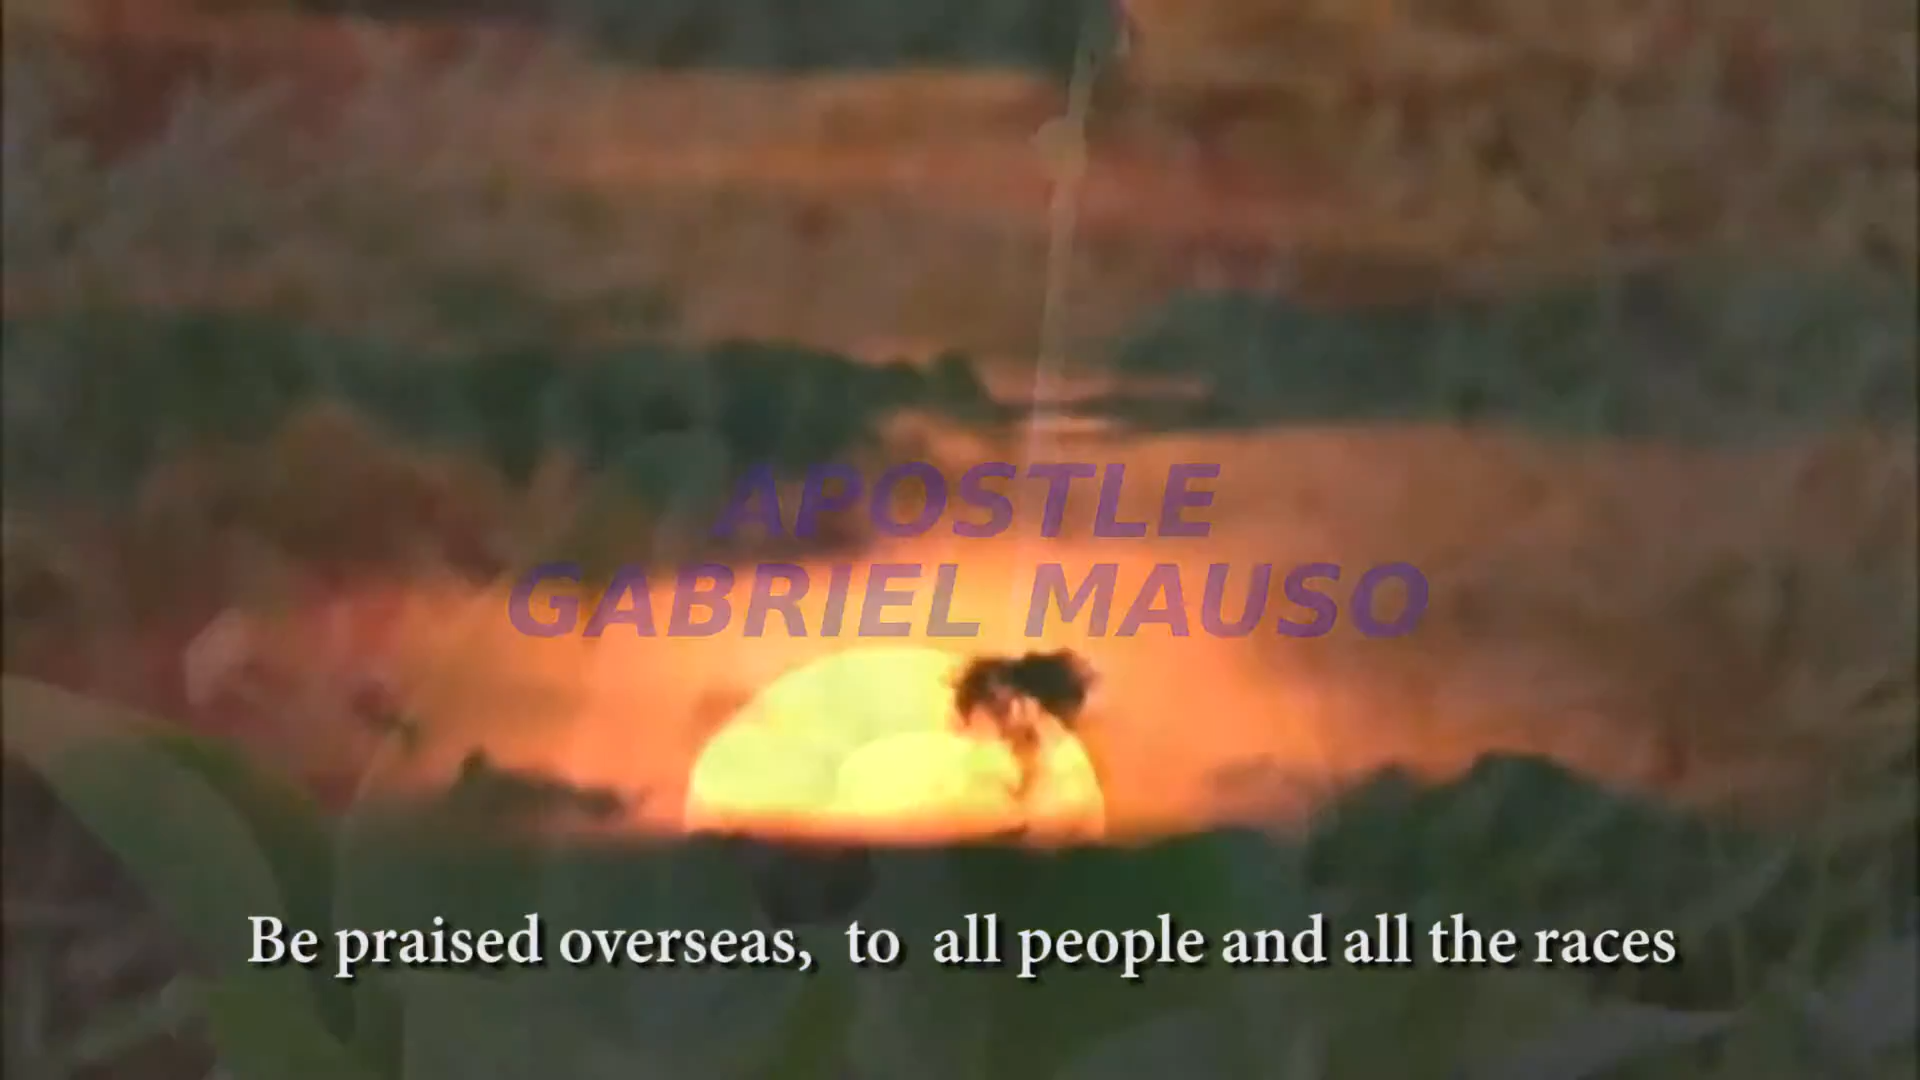 APOSTLE
GABRIEL MAUSO
Be praised overseas, to all people and all the races